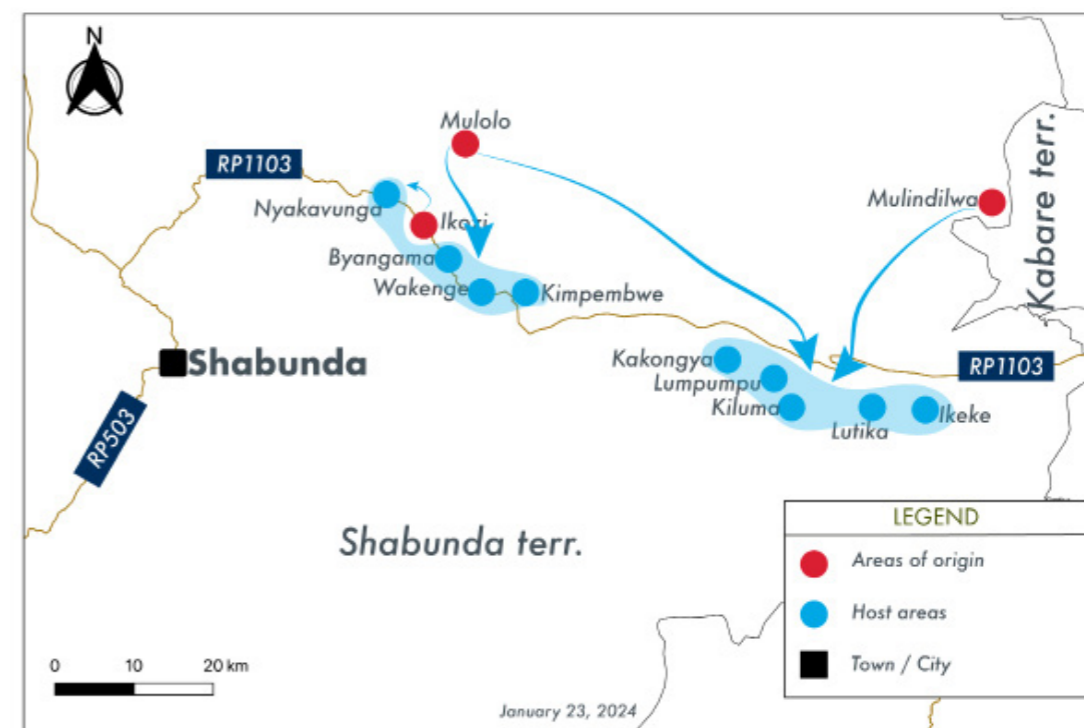 N
Mulolo
RP1103
Kabare terr.
Nyakavunga
Mulindilwa
Byangama
Wakenge
Kimpembwe
Shabunda
Kakongya
RP1103
Lumpumpu
Kiluma
Ikeke
Lutika
RP503
LEGEND
Shabunda terr.
Areas of origin
Host areas
0 10 20 km
Town / City
January 23, 2024